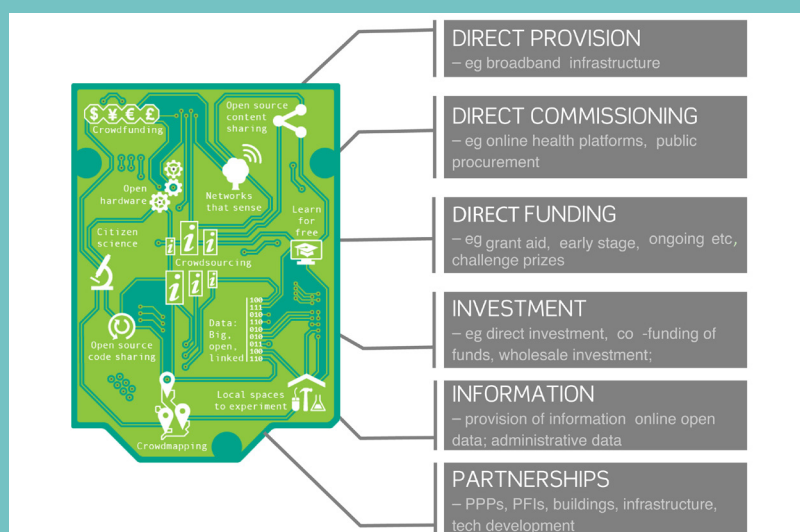 $ ¥ € £
Crowdfunding
Open source
content
sharing
Open
hardware
Networks
that sense
Citizen
science
Learn
for
free
i i i
Crowdsourcing
i i i
Open source
code sharing
Data:
Big,
open,
linked
100
111
010
110
010
010
011
100
110
Local spaces
to experiment
Crowdmapping
DIRECT PROVISION
– eg broadband infrastructure
DIRECT COMMISSIONING
– eg online health platforms, public
procurement
DIRECT FUNDING
– eg grant aid, early stage, ongoing etc,
challenge prizes
INVESTMENT
– eg direct investment, co -funding of
funds, wholesale investment;
INFORMATION
– provision of information online open
data; administrative data
PARTNERSHIPS
– PPPs, PFIs, buildings, infrastructure,
tech development